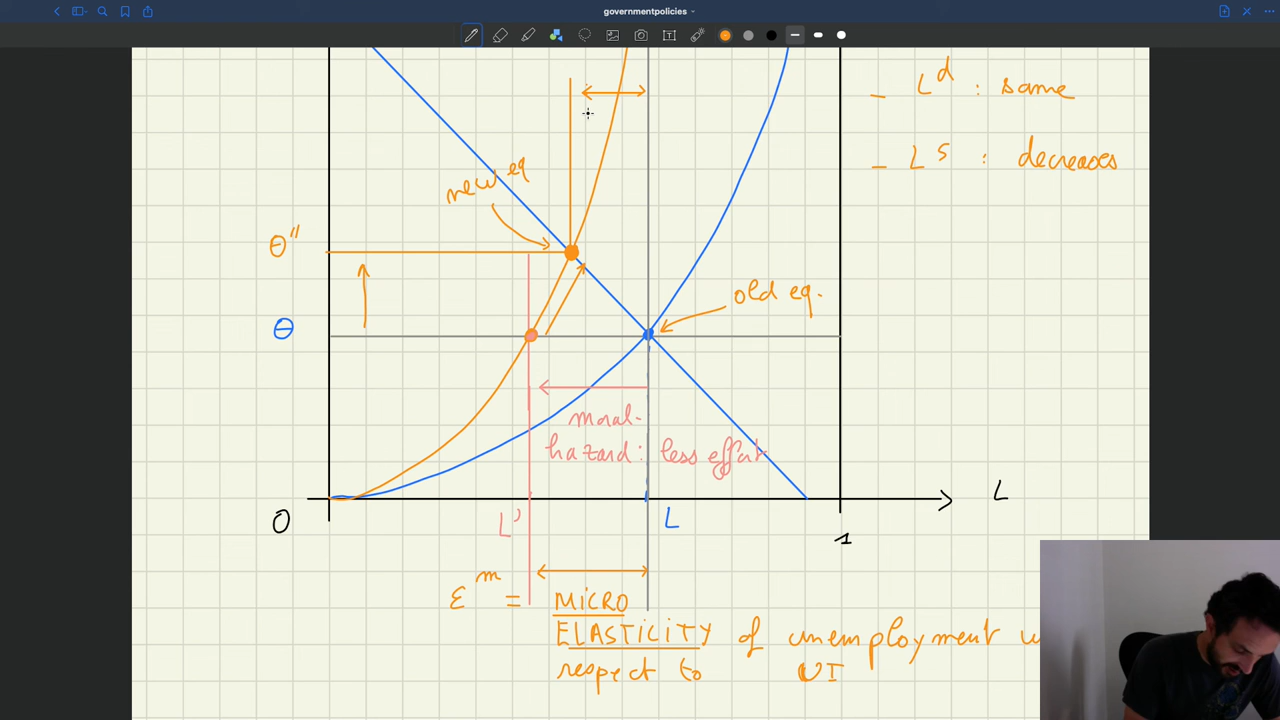 governmentpolicies
_ L^d : same
_ L^s : decreases
new eq
θ"
old eq.
θ
moral-
hazard: less effort
O
L'
L
1
L
ε^m = MICRO
ELASTICITY of unemployment w
respect to UI